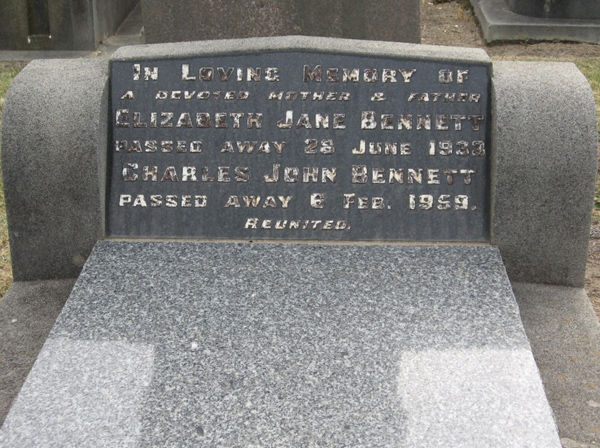 In Loving Memory of
A Devoted Mother & Father
Elizabeth Jane Bennett
Passed Away 28 June 1939
Charles John Bennett
Passed Away 6 Feb. 1959.
Reunited.